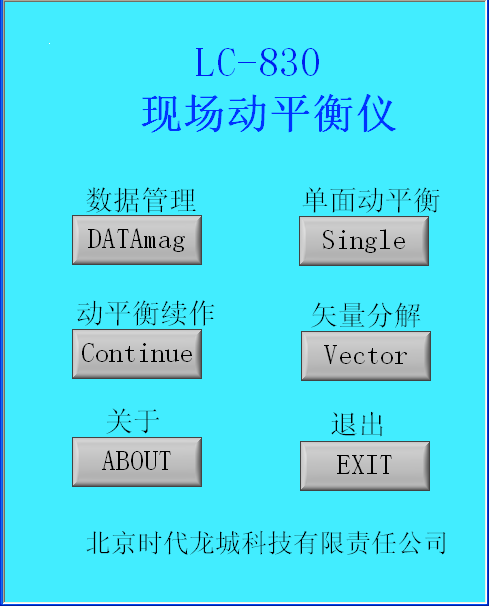 LC-830
现场动平衡仪
数据管理 单面动平衡
DATAmag Single
动平衡续作 矢量分解
Continue Vector
关于 退出
ABOUT EXIT
北京时代龙城科技有限责任公司